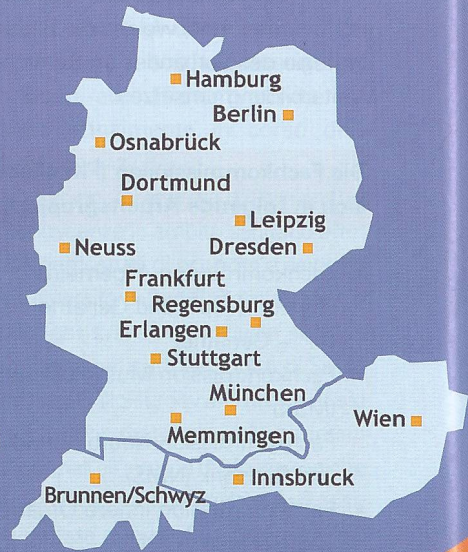 Hamburg
Berlin
Osnabrück
Dortmund
Leipzig
Neuss
Dresden
Frankfurt
Regensburg
Erlangen
Stuttgart
München
Wien
Memmingen
Innsbruck
Brunnen/Schwyz